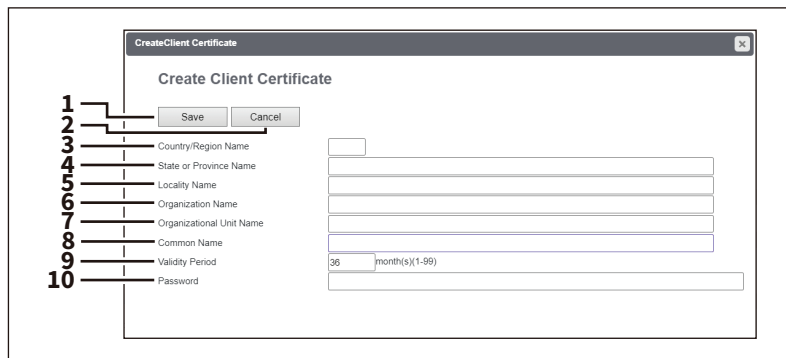 CreateClient Certificate
Create Client Certificate
1 Save Cancel
2
3 Country/Region Name
4 State or Province Name
5 Locality Name
6 Organization Name
7 Organizational Unit Name
8 Common Name
9 Validity Period 36 month(s)(1-99)
10 Password